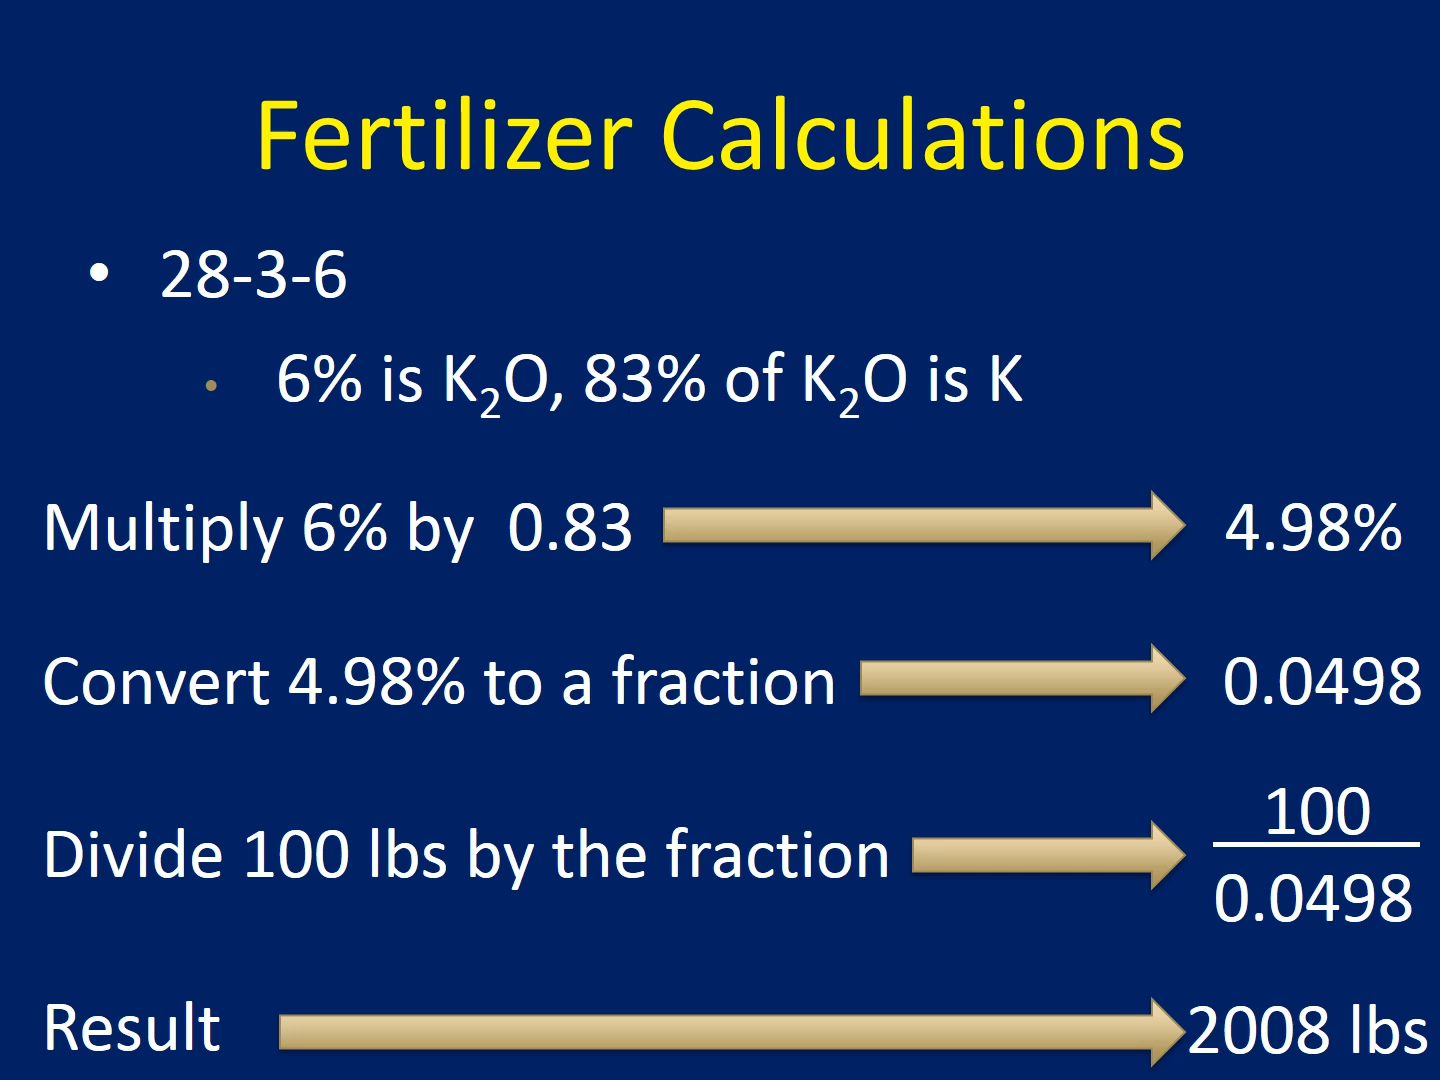 Fertilizer Calculations
• 28-3-6
• 6% is K₂O, 83% of K₂O is K
Multiply 6% by 0.83 4.98%
Convert 4.98% to a fraction 0.0498
Divide 100 lbs by the fraction 100
0.0498
Result 2008 lbs